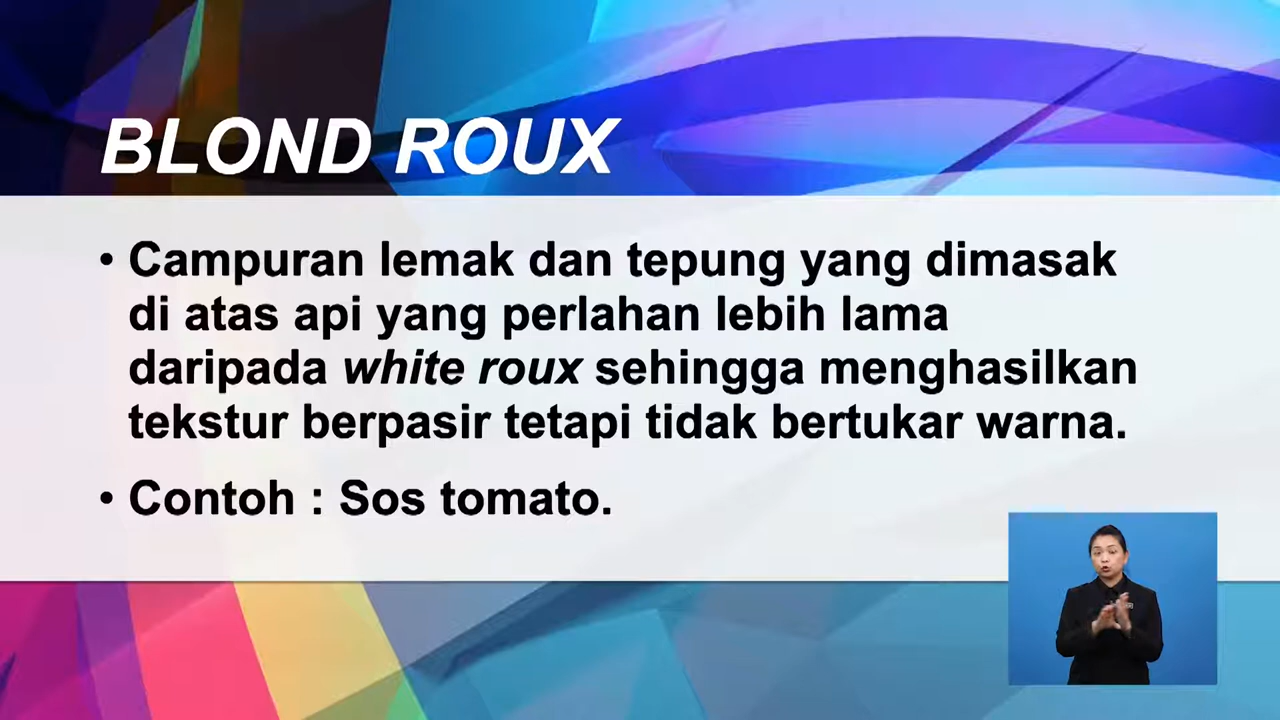 BLOND ROUX
• Campuran lemak dan tepung yang dimasak
di atas api yang perlahan lebih lama
daripada white roux sehingga menghasilkan
tekstur berpasir tetapi tidak bertukar warna.
• Contoh : Sos tomato.